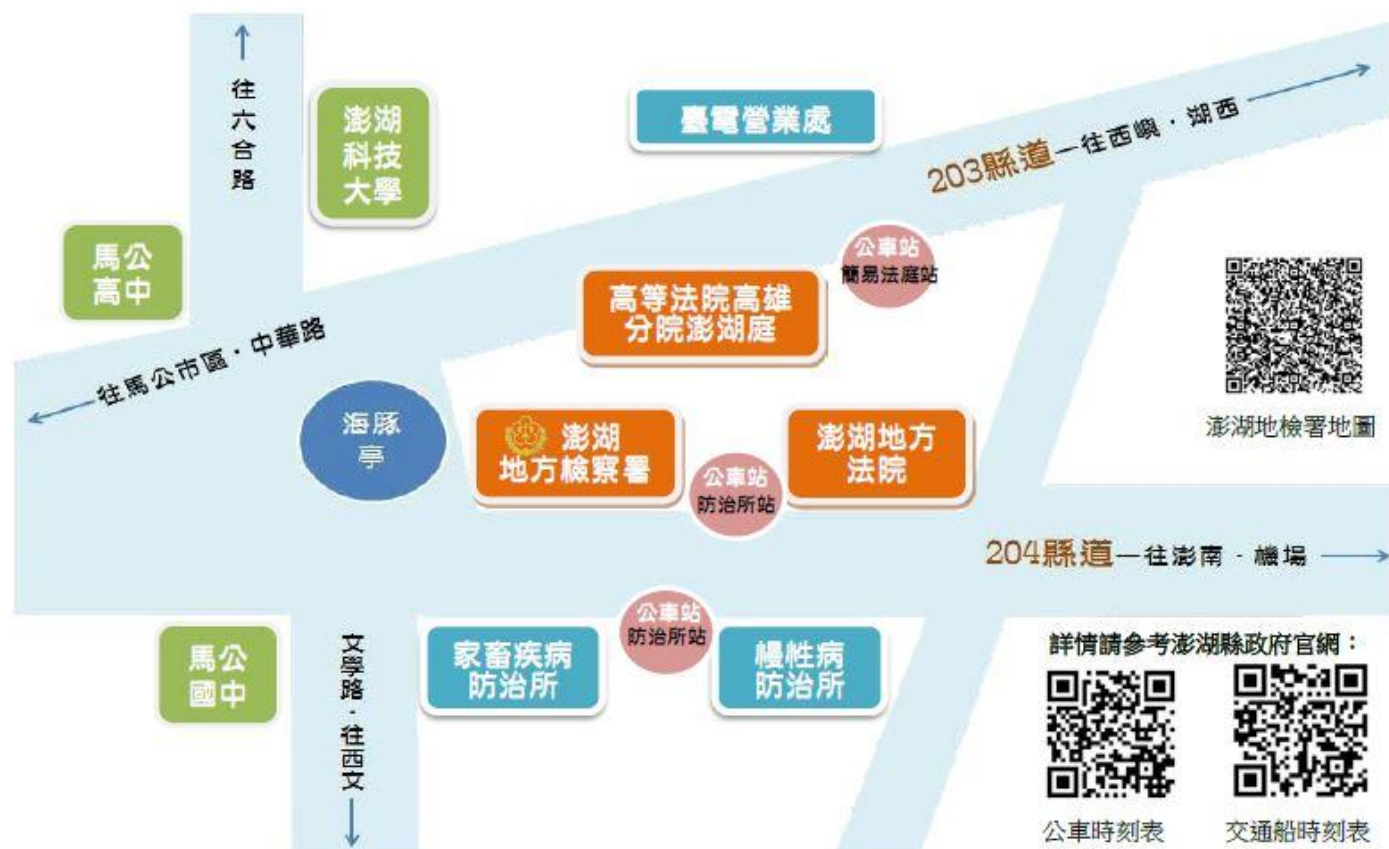 往六合路
澎湖
科技
大學
臺電營業處
203縣道－往西嶼・湖西
馬公
高中
公車站
簡易法庭站
高等法院高雄
分院澎湖庭
往馬公市區・中華路
海豚
亭
澎湖
地方檢察署
公車站
防治所站
澎湖地方
法院
澎湖地檢署地圖
204縣道－往澎南・機場
馬公
國中
文學路・往西文
家畜疾病
防治所
公車站
防治所站
慢性病
防治所
詳情請參考澎湖縣政府官網：
公車時刻表
交通船時刻表